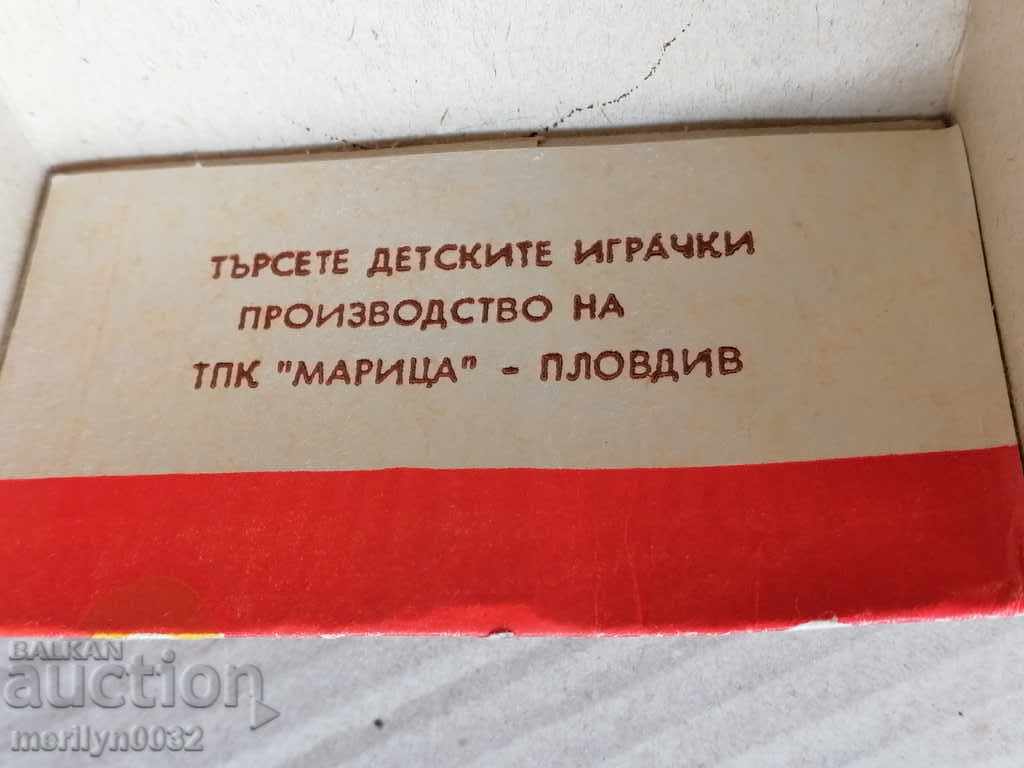 ТЪРСЕТЕ ДЕТСКИТЕ ИГРАЧКИ
ПРОИЗВОДСТВО НА
ТПК "МАРИЦА" - ПЛОВДИВ
BALKAN
auction
merilyn0032